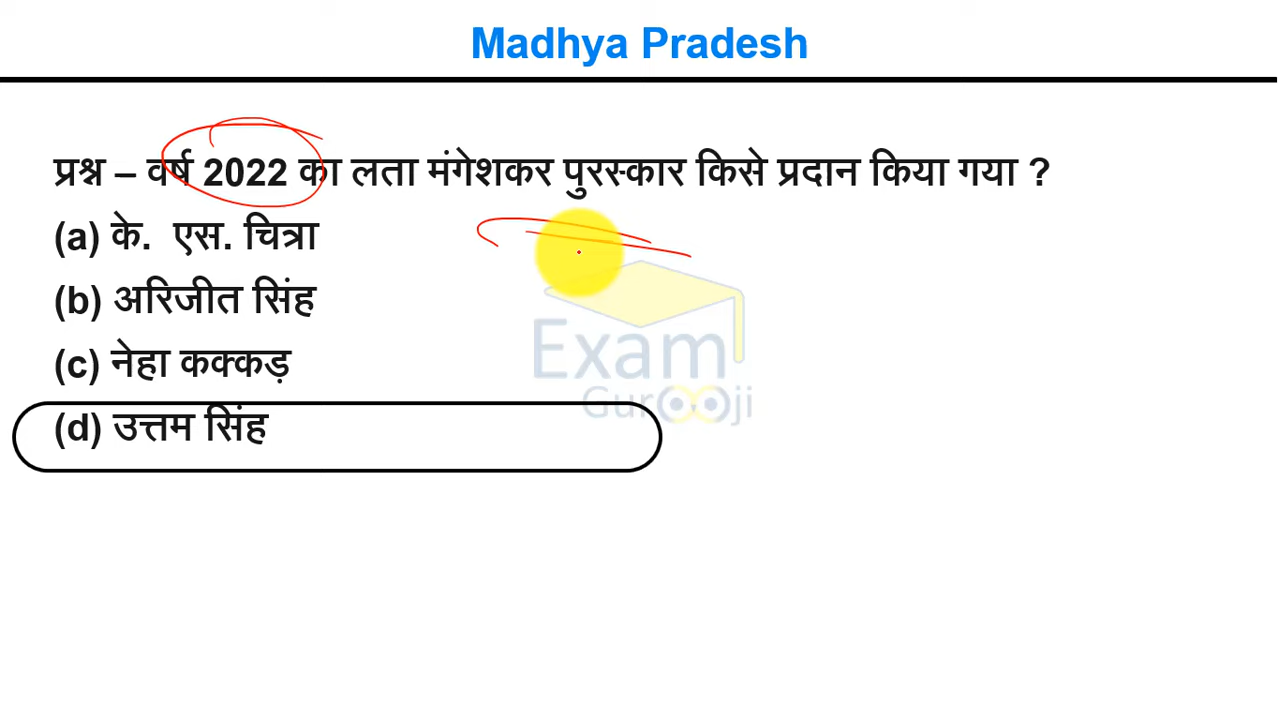 Madhya Pradesh
प्रश्न – वर्ष 2022 का लता मंगेशकर पुरस्कार किसे प्रदान किया गया ?
(a) के. एस. चित्रा
(b) अरिजीत सिंह
(c) नेहा कक्कड़
(d) उत्तम सिंह
Exam
Gurooji